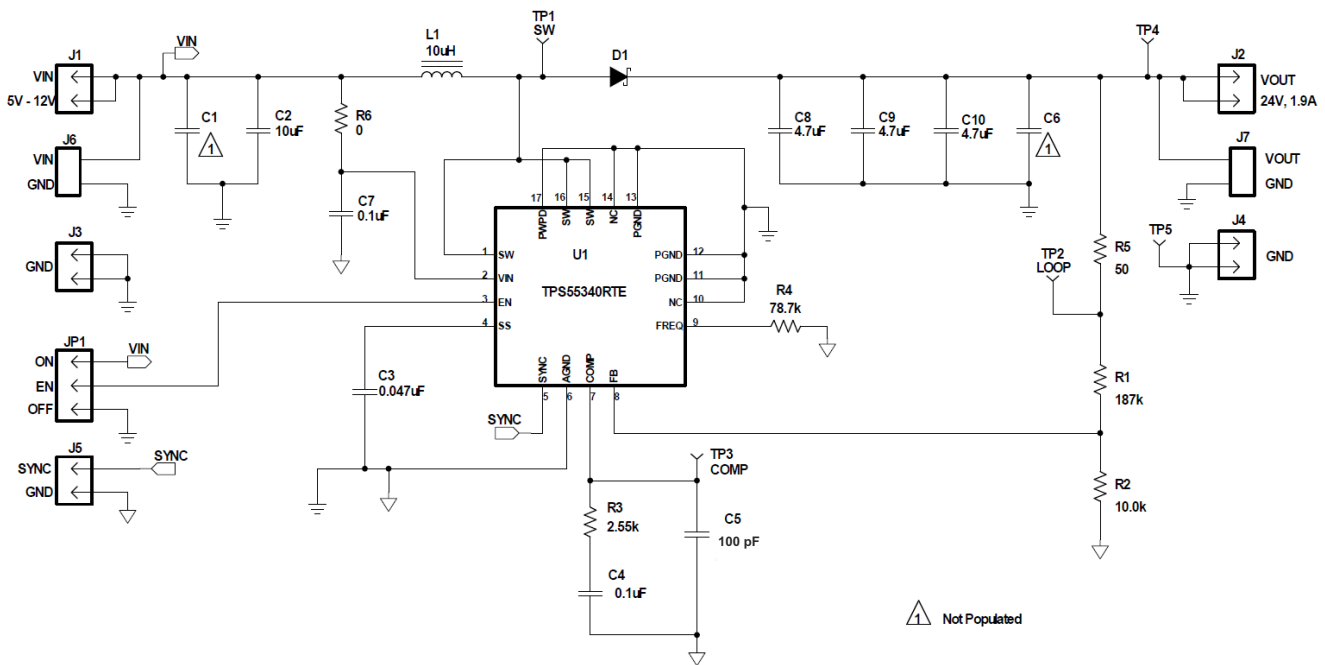 TP1
SW
TP4
VIN
L1
10uH
D1
J1
VIN
5V - 12V
J2
VOUT
24V, 1.9A
C1
1
C2
10uF
R6
0
C8
4.7uF
C9
4.7uF
C10
4.7uF
C6
1
J6
VIN
GND
J7
VOUT
GND
C7
0.1uF
17
16
15
14
13
PWPD
SW
SW
NC
PGND
U1
TPS55340RTE
1
SW
2
VIN
3
EN
4
SS
PGND
12
PGND
11
NC
10
FREQ
9
SYNC
AGND
COMP
FB
5
6
7
8
J3
GND
R4
78.7k
TP2
LOOP
R5
50
TP5
J4
GND
JP1
ON
EN
OFF
VIN
C3
0.047uF
SYNC
R1
187k
J5
SYNC
GND
SYNC
TP3
COMP
R3
2.55k
C5
100 pF
R2
10.0k
C4
0.1uF
1
Not Populated